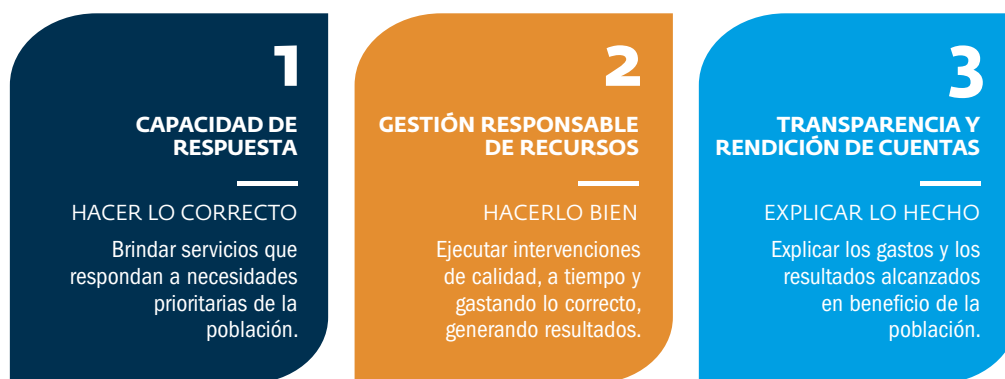 1
CAPACIDAD DE
RESPUESTA
HACER LO CORRECTO
Brindar servicios que
respondan a necesidades
prioritarias de la
población.
2
GESTIÓN RESPONSABLE
DE RECURSOS
HACERLO BIEN
Ejecutar intervenciones
de calidad, a tiempo y
gastando lo correcto,
generando resultados.
3
TRANSPARENCIA Y
RENDICIÓN DE CUENTAS
EXPLICAR LO HECHO
Explicar los gastos y los
resultados alcanzados
en beneficio de la
población.